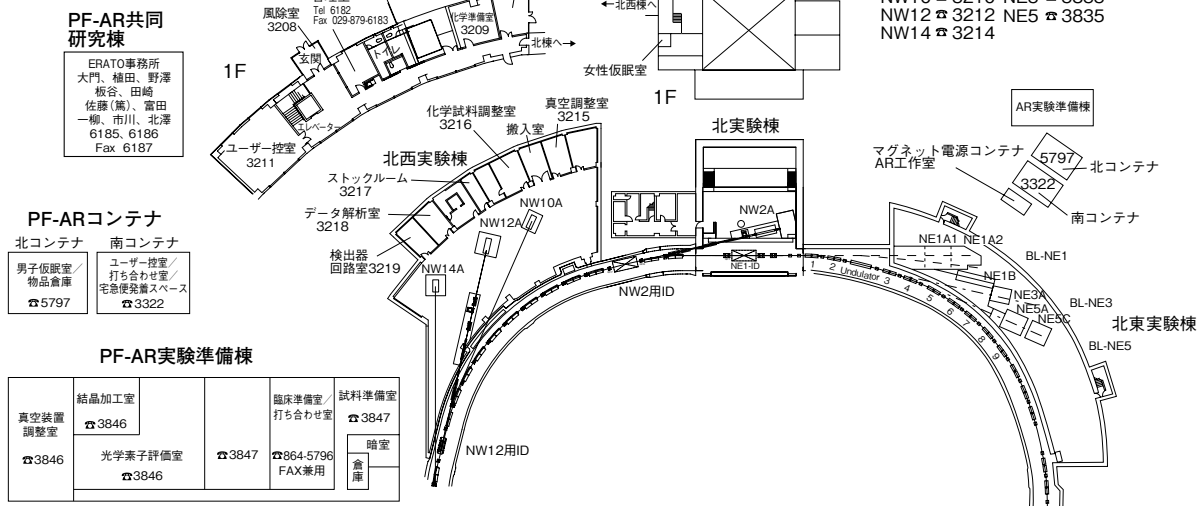 PF-AR共同
研究棟
ERATO事務所
大門、植田、野澤
板谷、田崎
佐藤（篤）、富田
一柳、市川、北澤
6185、6186
Fax 6187
風除室
3208
Tel 6182
Fax 029-879-6183
化学準備室
3209
トイレ
玄関
北棟へ→
1F
エレベーター
ユーザー控室
3211
←北西棟へ
女性仮眠室
1F
NW12 ☎ 3212 NE5 ☎ 3835
NW14 ☎ 3214
AR実験準備棟
マグネット電源コンテナ
AR工作室
5797
北コンテナ
3322
南コンテナ
北西実験棟
化学試料調整室
3216
搬入室
真空調整室
3215
ストックルーム
3217
データ解析室
3218
検出器
回路室3219
NW10A
NW12A
NW14A
北実験棟
NW2A
NE1-ID
NW2用ID
NW12用ID
1 2 Undulator 3 4 5 6 7 8 9
NE1A1 NE1A2
BL-NE1
NE1B
NE3A
BL-NE3
NE5A
NE5C
北東実験棟
BL-NE5
PF-ARコンテナ
北コンテナ
男子仮眠室／
物品倉庫
☎5797
南コンテナ
ユーザー控室／
打ち合わせ室／
宅急便発着スペース
☎3322
PF-AR実験準備棟
真空装置
調整室
☎3846
結晶加工室
☎3846
光学素子評価室
☎3846
☎3847
臨床準備室／
打ち合わせ室
☎864-5796
FAX兼用
試料準備室
☎3847
暗室
倉庫